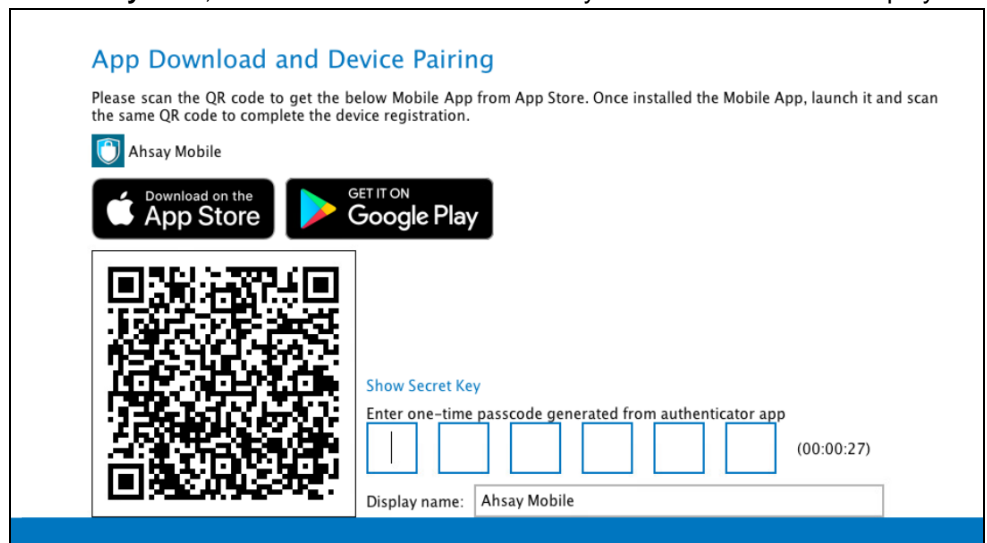 App Download and Device Pairing
Please scan the QR code to get the below Mobile App from App Store. Once installed the Mobile App, launch it and scan
the same QR code to complete the device registration.
Ahsay Mobile
Download on the
App Store
GET IT ON
Google Play
Show Secret Key
Enter one-time passcode generated from authenticator app
(00:00:27)
Display name: Ahsay Mobile